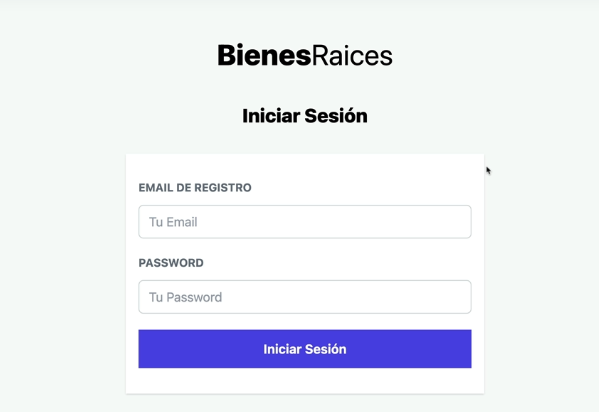 BienesRaices
Iniciar Sesión
EMAIL DE REGISTRO
Tu Email
PASSWORD
Tu Password
Iniciar Sesión